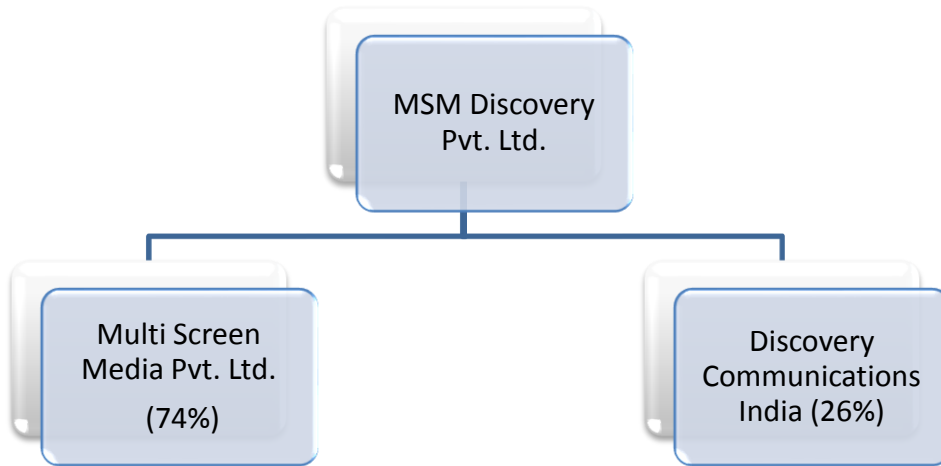 MSM Discovery
Pvt. Ltd.
Multi Screen
Media Pvt. Ltd.
(74%)
Discovery
Communications
India (26%)